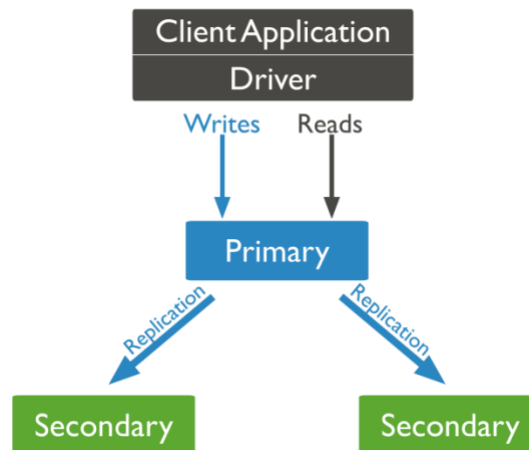 Client Application
Driver
Writes Reads
Primary
Replication Replication
Secondary Secondary